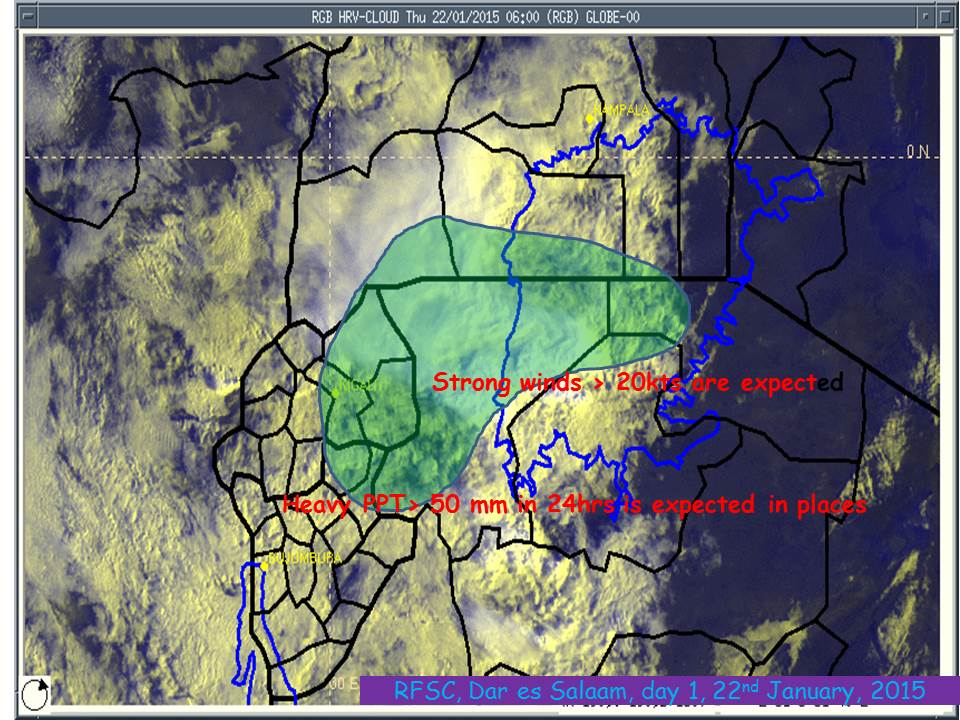 RGB HRV-CLOUD Thu 22/01/2015 06:00 (RGB) GLOBE-00
KAMPALA
0 N
KIGALI
Strong winds > 20kts are expected
Heavy PPT> 50 mm in 24hrs is expected in places
BUJUMBURA
30 E
RFSC, Dar es Salaam, day 1, 22nd January, 2015